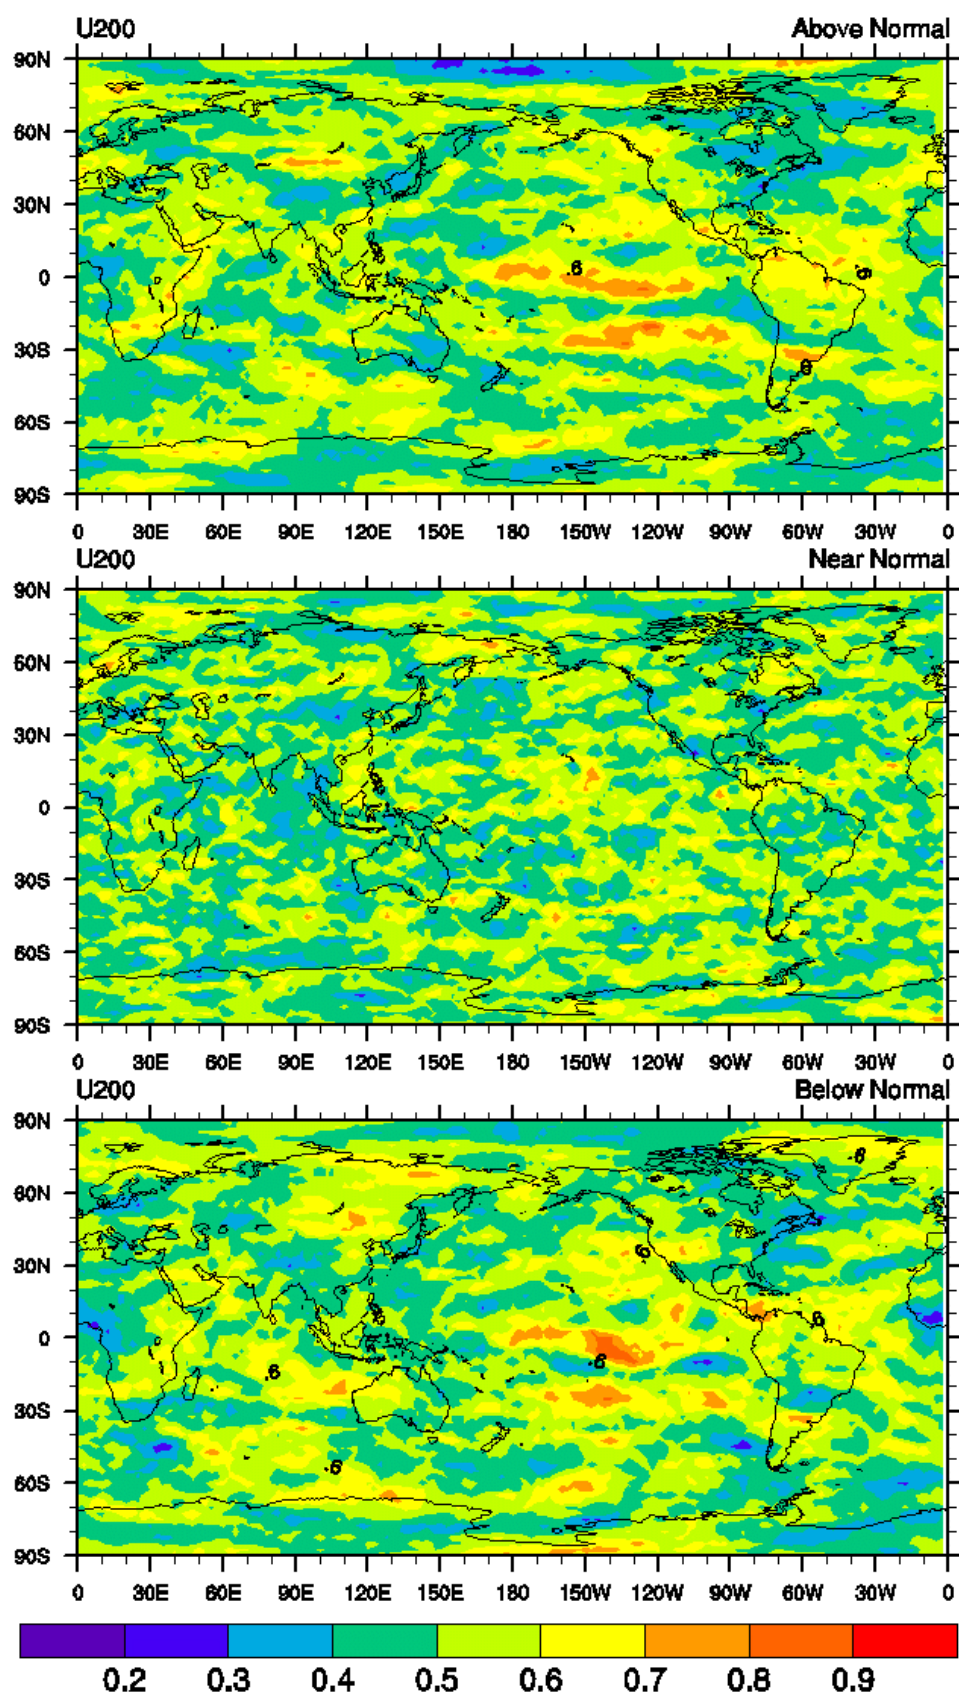 U200 Above Normal
90N
60N
30N
0
30S
60S
90S
.6
.6
.6
0 30E 60E 90E 120E 150E 180 150W 120W 90W 60W 30W 0
U200 Near Normal
90N
60N
30N
0
30S
60S
90S
0 30E 60E 90E 120E 150E 180 150W 120W 90W 60W 30W 0
U200 Below Normal
90N
60N
30N
0
30S
60S
90S
.6
.6
.6
.6
.6
.6
0 30E 60E 90E 120E 150E 180 150W 120W 90W 60W 30W 0
0.2 0.3 0.4 0.5 0.6 0.7 0.8 0.9